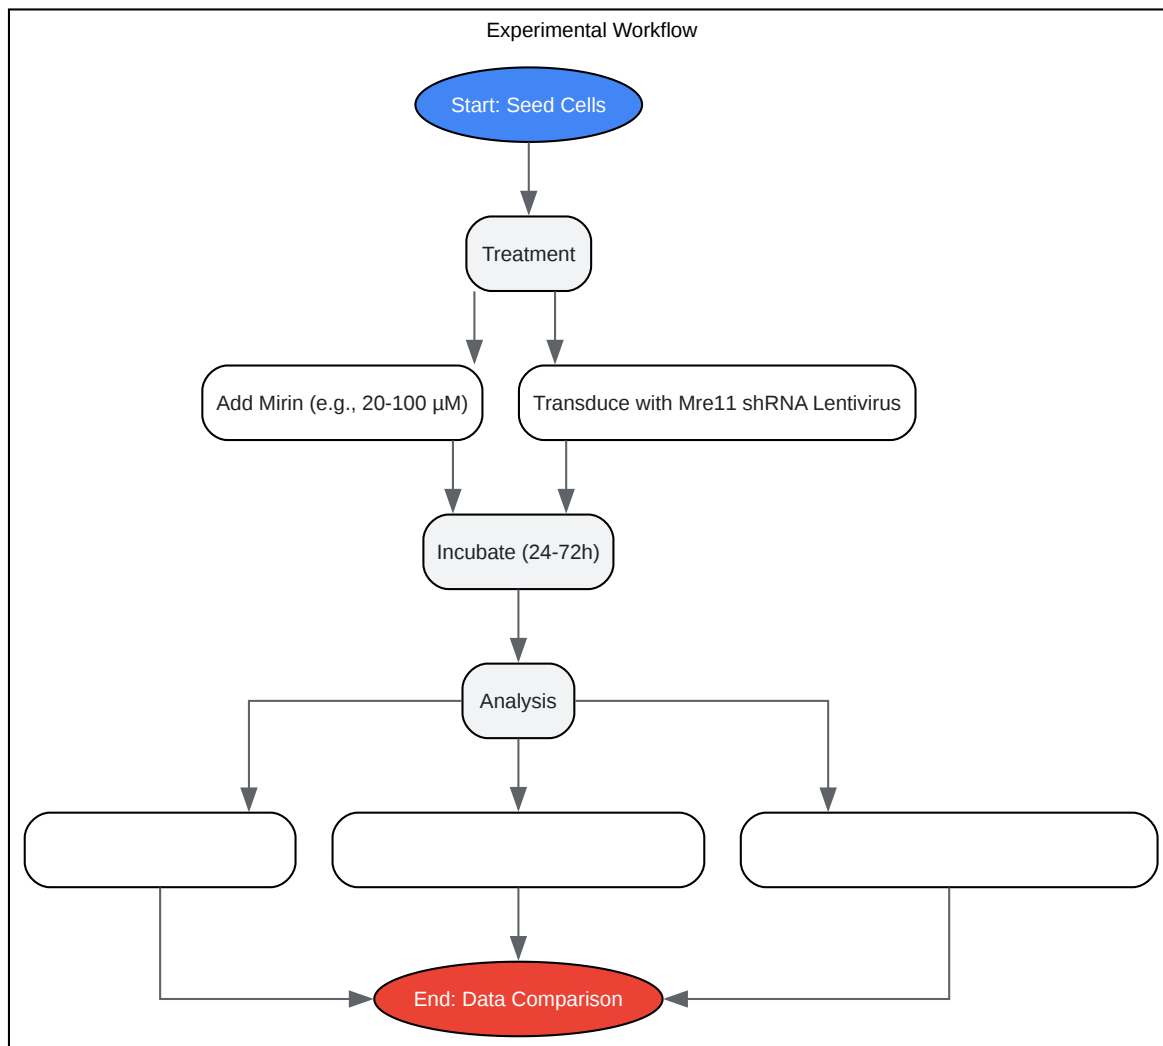 Experimental Workflow
Start: Seed Cells
Treatment
Add Mirin (e.g., 20-100 µM)
Transduce with Mre11 shRNA Lentivirus
Incubate (24-72h)
Analysis
End: Data Comparison